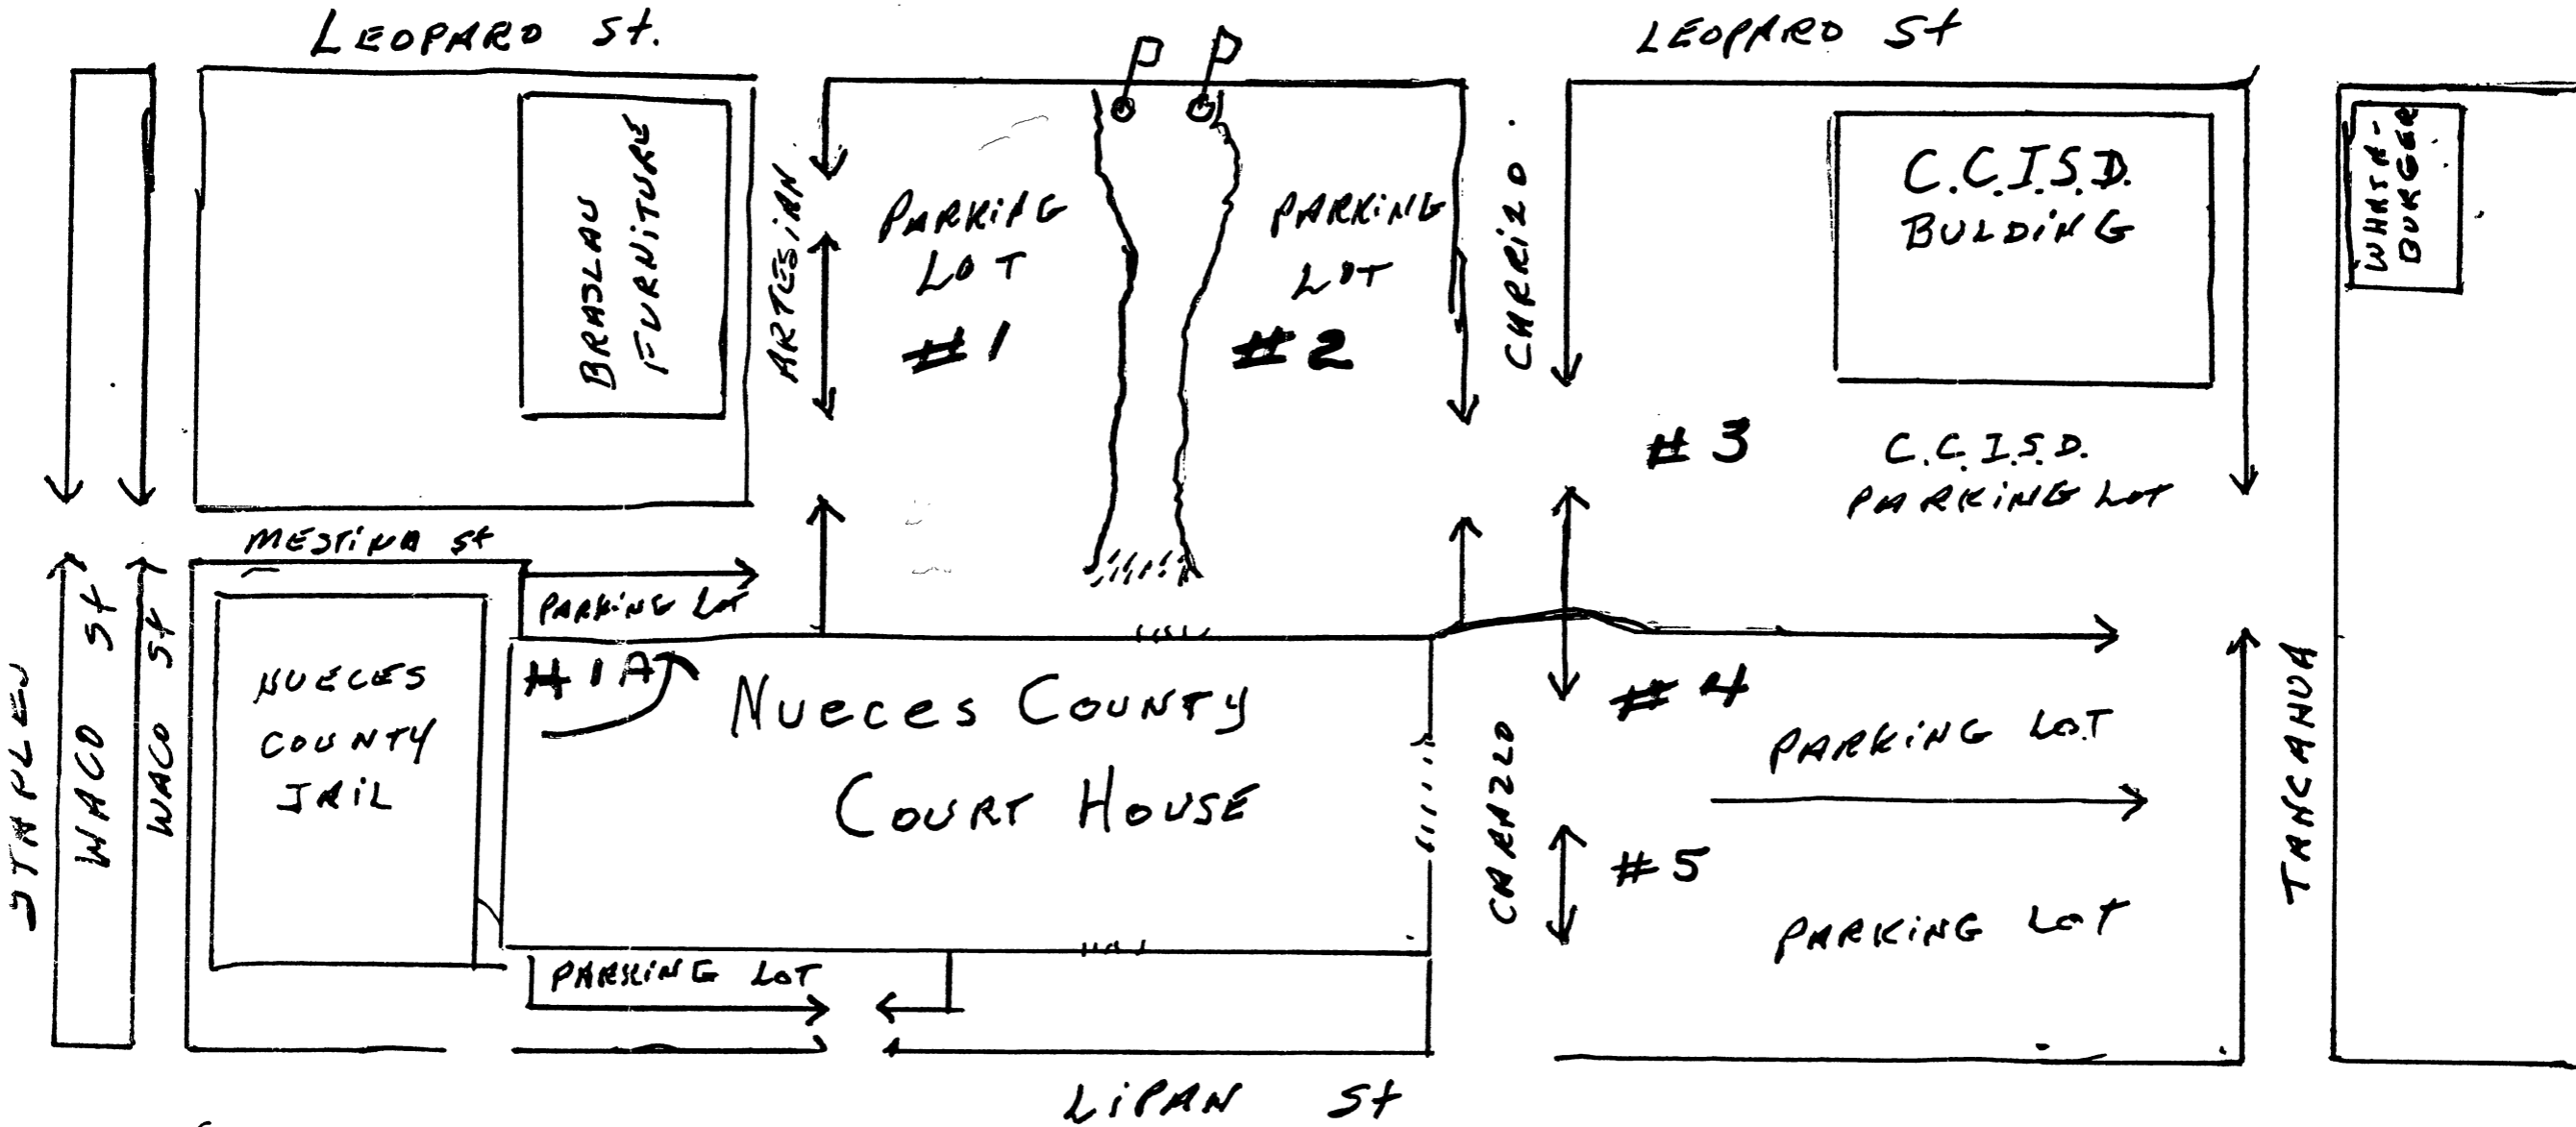 LEOPARD St.
LEOPARD St
BRASLAU
FURNITURE
ARTESIAN
PARKING
LOT
#1
PARKING
LOT
#2
CARRIZO
C.C.I.S.D.
BULDING
WHATA-
BURGER
#3
C.C.I.S.D.
PARKING LOT
MESTINA St
PARKING LOT
STAPLES
WACO St
WACO St
NUECES
COUNTY
JAIL
#1A
NUECES COUNTY
COURT HOUSE
CARNZZO
#4
PARKING LOT
#5
PARKING LOT
TANCAHUA
PARKING LOT
LIPAN St